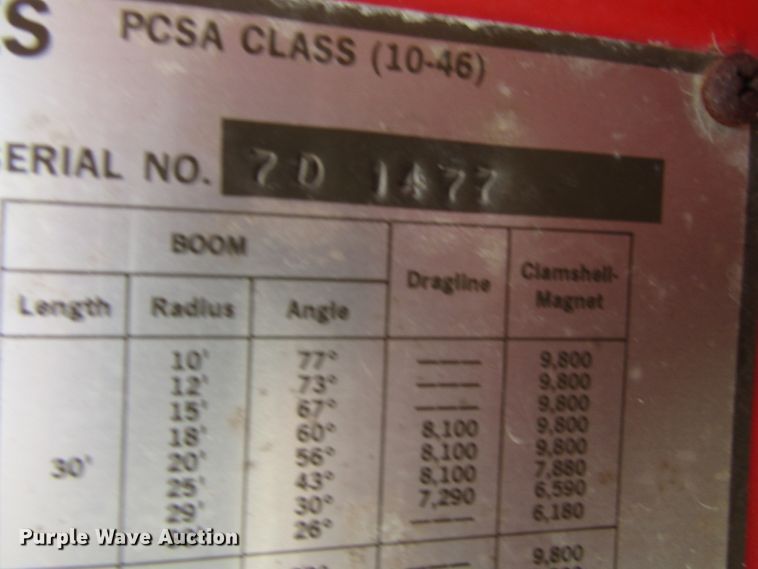 PCSA CLASS (10-46)
SERIAL NO. 7D 1477
BOOM
Dragline
Clamshell-
Magnet
Length Radius Angle
10' 77° ——— 9,800
12' 73° ——— 9,800
15' 67° ——— 9,800
18' 60° 8,100 9,800
30' 20' 56° 8,100 9,800
25' 43° 8,100 7,880
29' 30° 7,290 6,590
26° ——— 6,180
——— 9,800
Purple Wave Auction